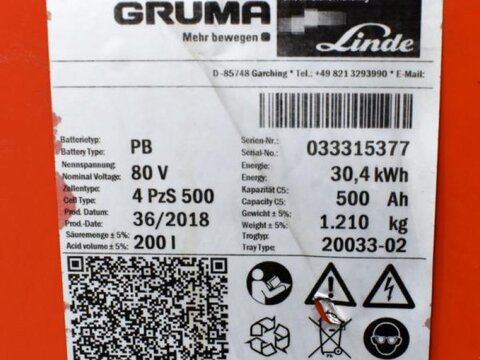 GRUMA
Mehr bewegen
Linde
D-85748 Garching * Tel.: +49 821 3293990 * E-Mail:
Batterietyp: PB Serien-Nr.: 033315377
Battery Type: Serial-No.:
Nennspannung: 80 V Energie: 30,4 kWh
Nominal Voltage: Energy:
Zellentype: 4 PzS 500 Kapazität C5: 500 Ah
Cell Type: Capacity C5:
Prod. Datum: 36/2018 Gewicht ± 5%: 1.210 kg
Prod.-Date: Weight ± 5%:
Säuremenge ± 5%: 200 l Trogtyp: 20033-02
Acid volume ± 5%: Tray Type: